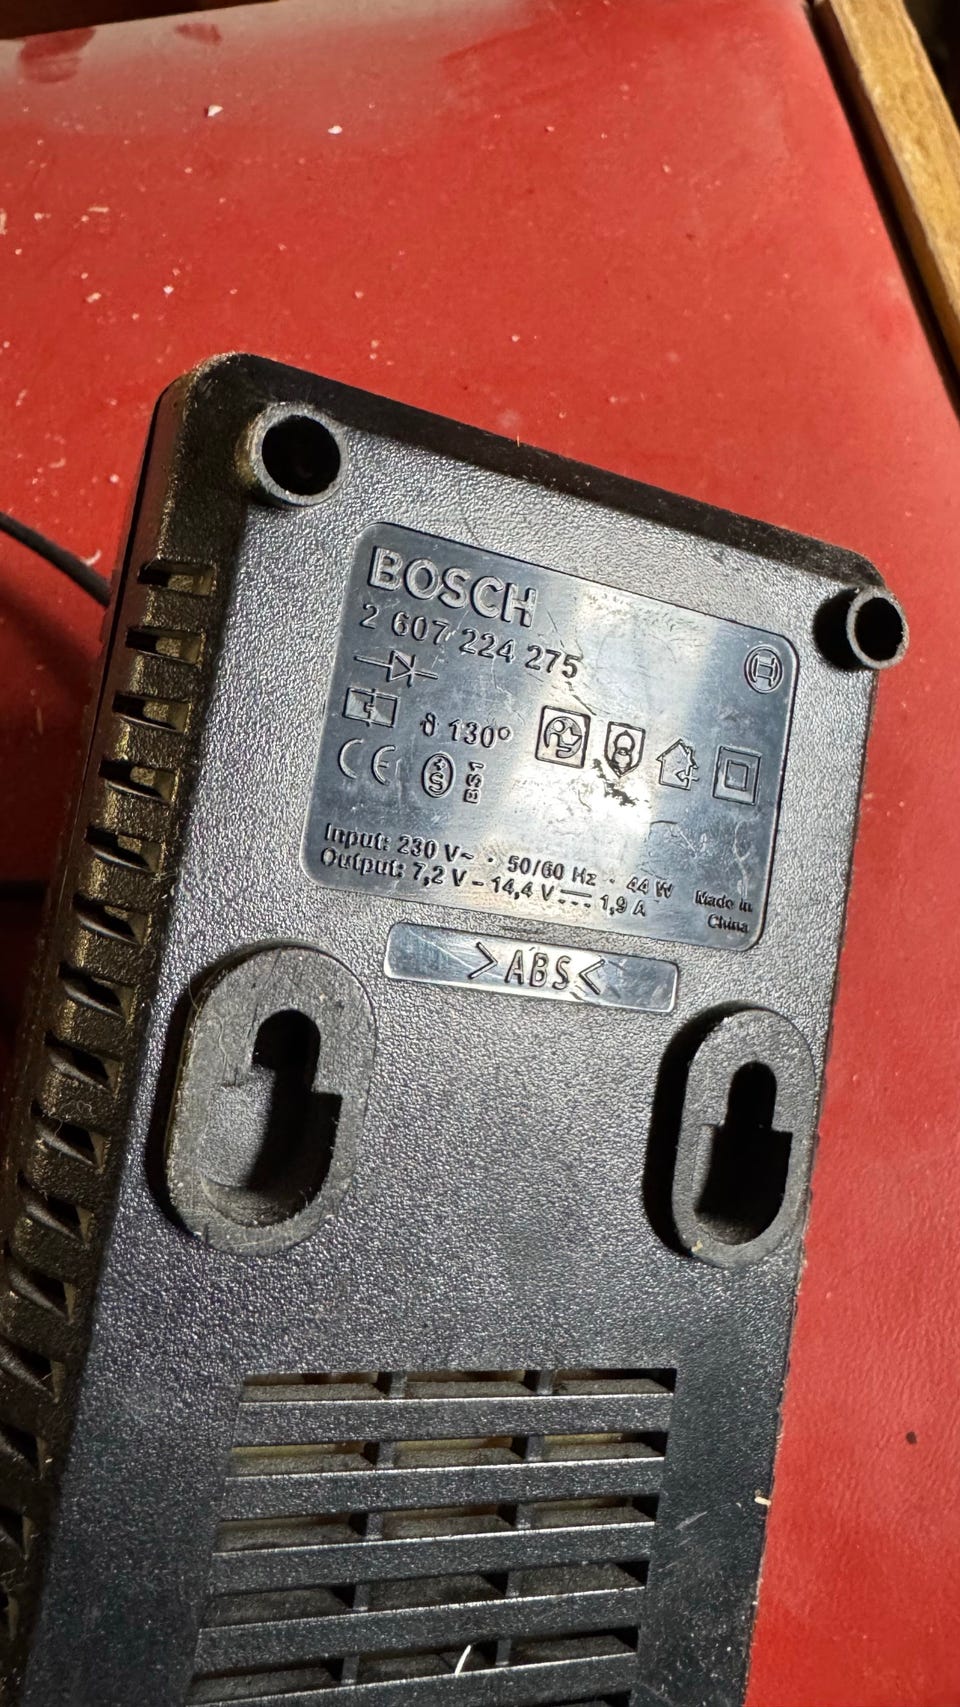 BOSCH
2 607 224 275
ϑ 130°
CE S BS1
Input: 230 V~ · 50/60 Hz · 44 W
Output: 7,2 V – 14,4 V ⎓ 1,9 A
Made in
China
>ABS<